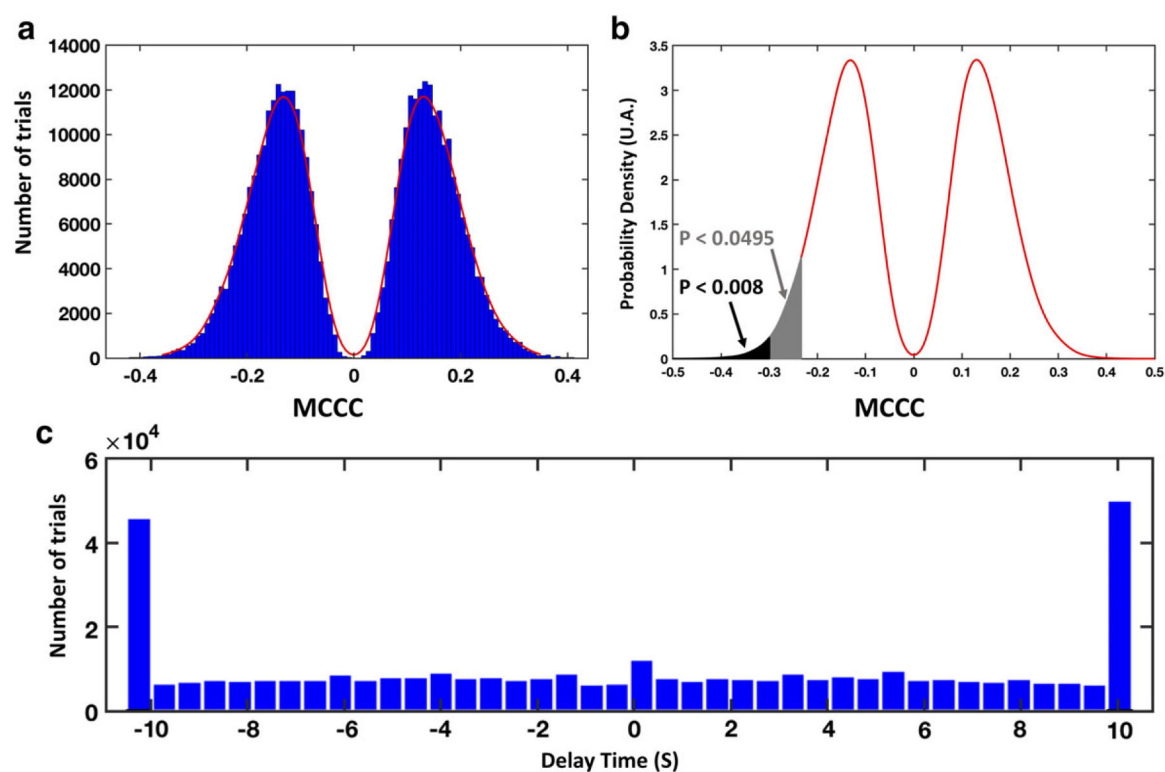 a
14000
12000
10000
8000
6000
4000
2000
0
Number of trials
-0.4 -0.2 0 0.2 0.4
MCCC
b
3.5
3
2.5
2
1.5
1
0.5
0
Probability Density (U.A.)
P < 0.0495
P < 0.008
-0.5 -0.4 -0.3 -0.2 -0.1 0 0.1 0.2 0.3 0.4 0.5
MCCC
c
×10⁴
6
4
2
0
Number of trials
-10 -8 -6 -4 -2 0 2 4 6 8 10
Delay Time (S)